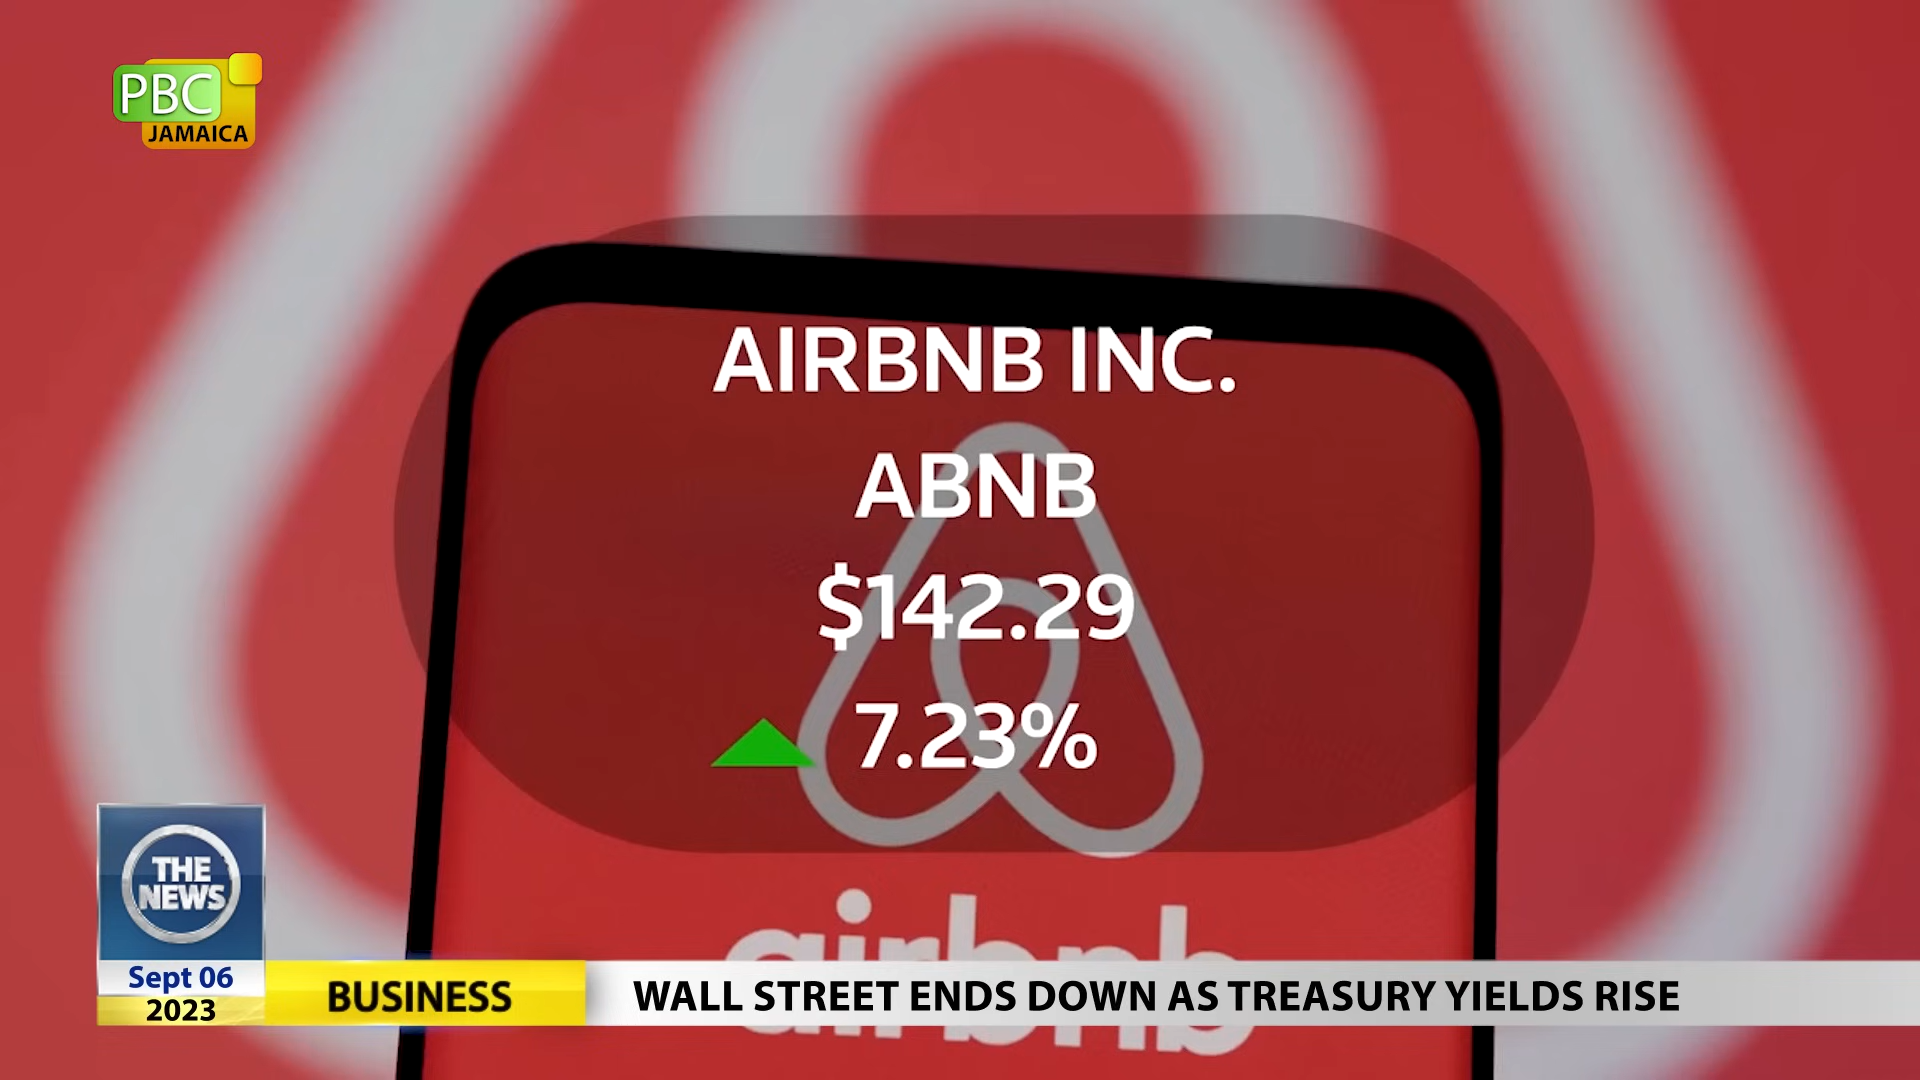 PBC
JAMAICA
AIRBNB INC.
ABNB
$142.29
7.23%
airbnb
THE
NEWS
Sept 06
2023
BUSINESS
WALL STREET ENDS DOWN AS TREASURY YIELDS RISE